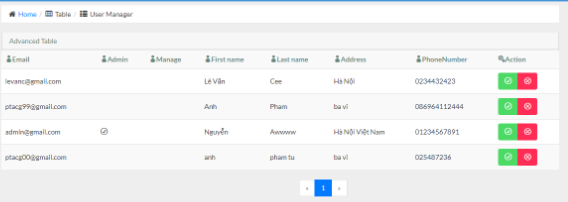 Home / Table / User Manager
Advanced Table
Email Admin Manage First name Last name Address PhoneNumber Action
levanc@gmail.com Lê Văn Cee Hà Nội 0234432423
ptacg99@gmail.com Anh Pham ba vì 086964112444
admin@gmail.com Nguyễn Awwww Hà Nội Việt Nam 01234567891
ptacg00@gmail.com anh pham tu ba vì 025487236
« 1 »